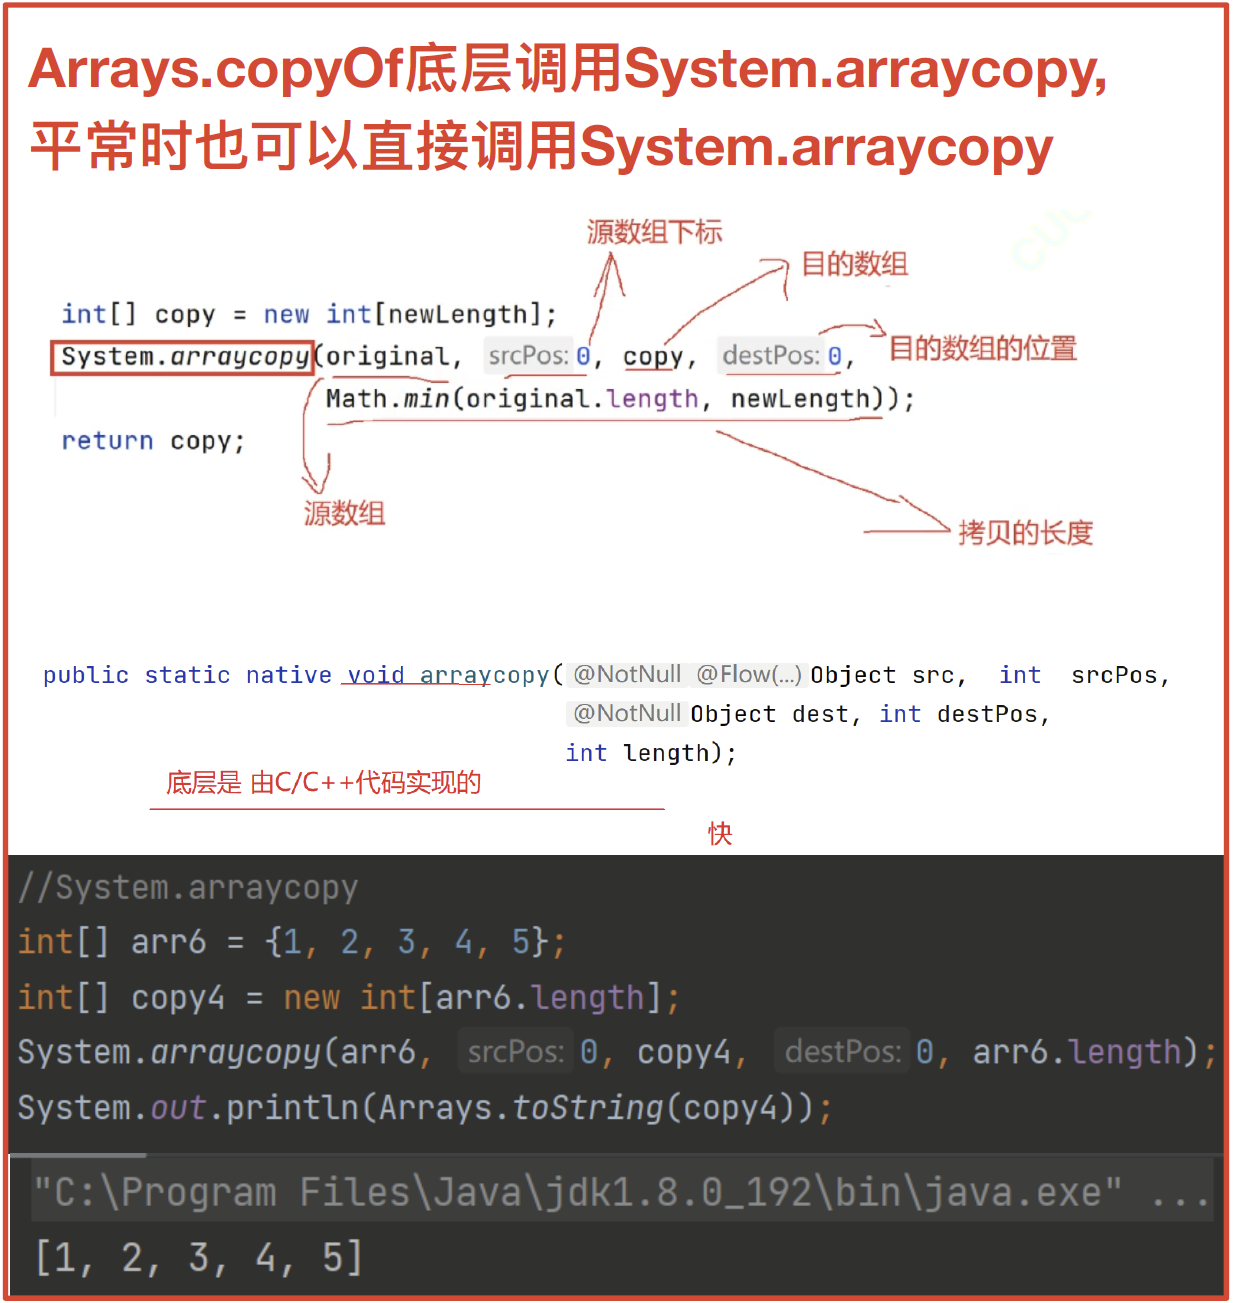 Arrays.copyOf底层调用System.arraycopy,
平常时也可以直接调用System.arraycopy
源数组下标
目的数组
int[] copy = new int[newLength];
System.arraycopy(original, srcPos: 0, copy, destPos: 0,
目的数组的位置
Math.min(original.length, newLength));
return copy;
源数组
拷贝的长度
public static native void arraycopy( @NotNull @Flow(...) Object src, int srcPos,
@NotNull Object dest, int destPos,
int length);
底层是 由C/C++代码实现的
快
//System.arraycopy
int[] arr6 = {1, 2, 3, 4, 5};
int[] copy4 = new int[arr6.length];
System.arraycopy(arr6, srcPos: 0, copy4, destPos: 0, arr6.length);
System.out.println(Arrays.toString(copy4));
"C:\Program Files\Java\jdk1.8.0_192\bin\java.exe" ...
[1, 2, 3, 4, 5]